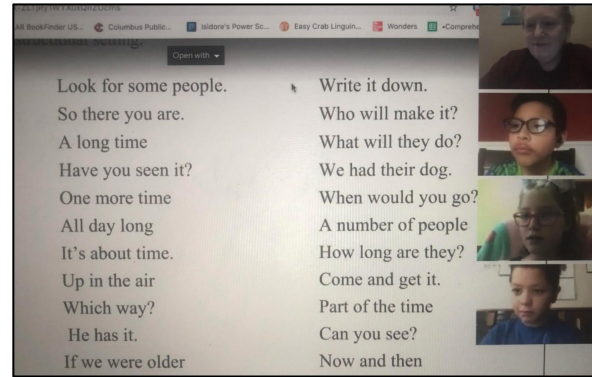 AR BookFinder US...
Columbus Public...
Isidore's Power Sc...
Easy Crab Linguin...
Wonders
•Comprehe
structional setting.
Open with
Look for some people.
So there you are.
A long time
Have you seen it?
One more time
All day long
It's about time.
Up in the air
Which way?
He has it.
If we were older
Write it down.
Who will make it?
What will they do?
We had their dog.
When would you go?
A number of people
How long are they?
Come and get it.
Part of the time
Can you see?
Now and then